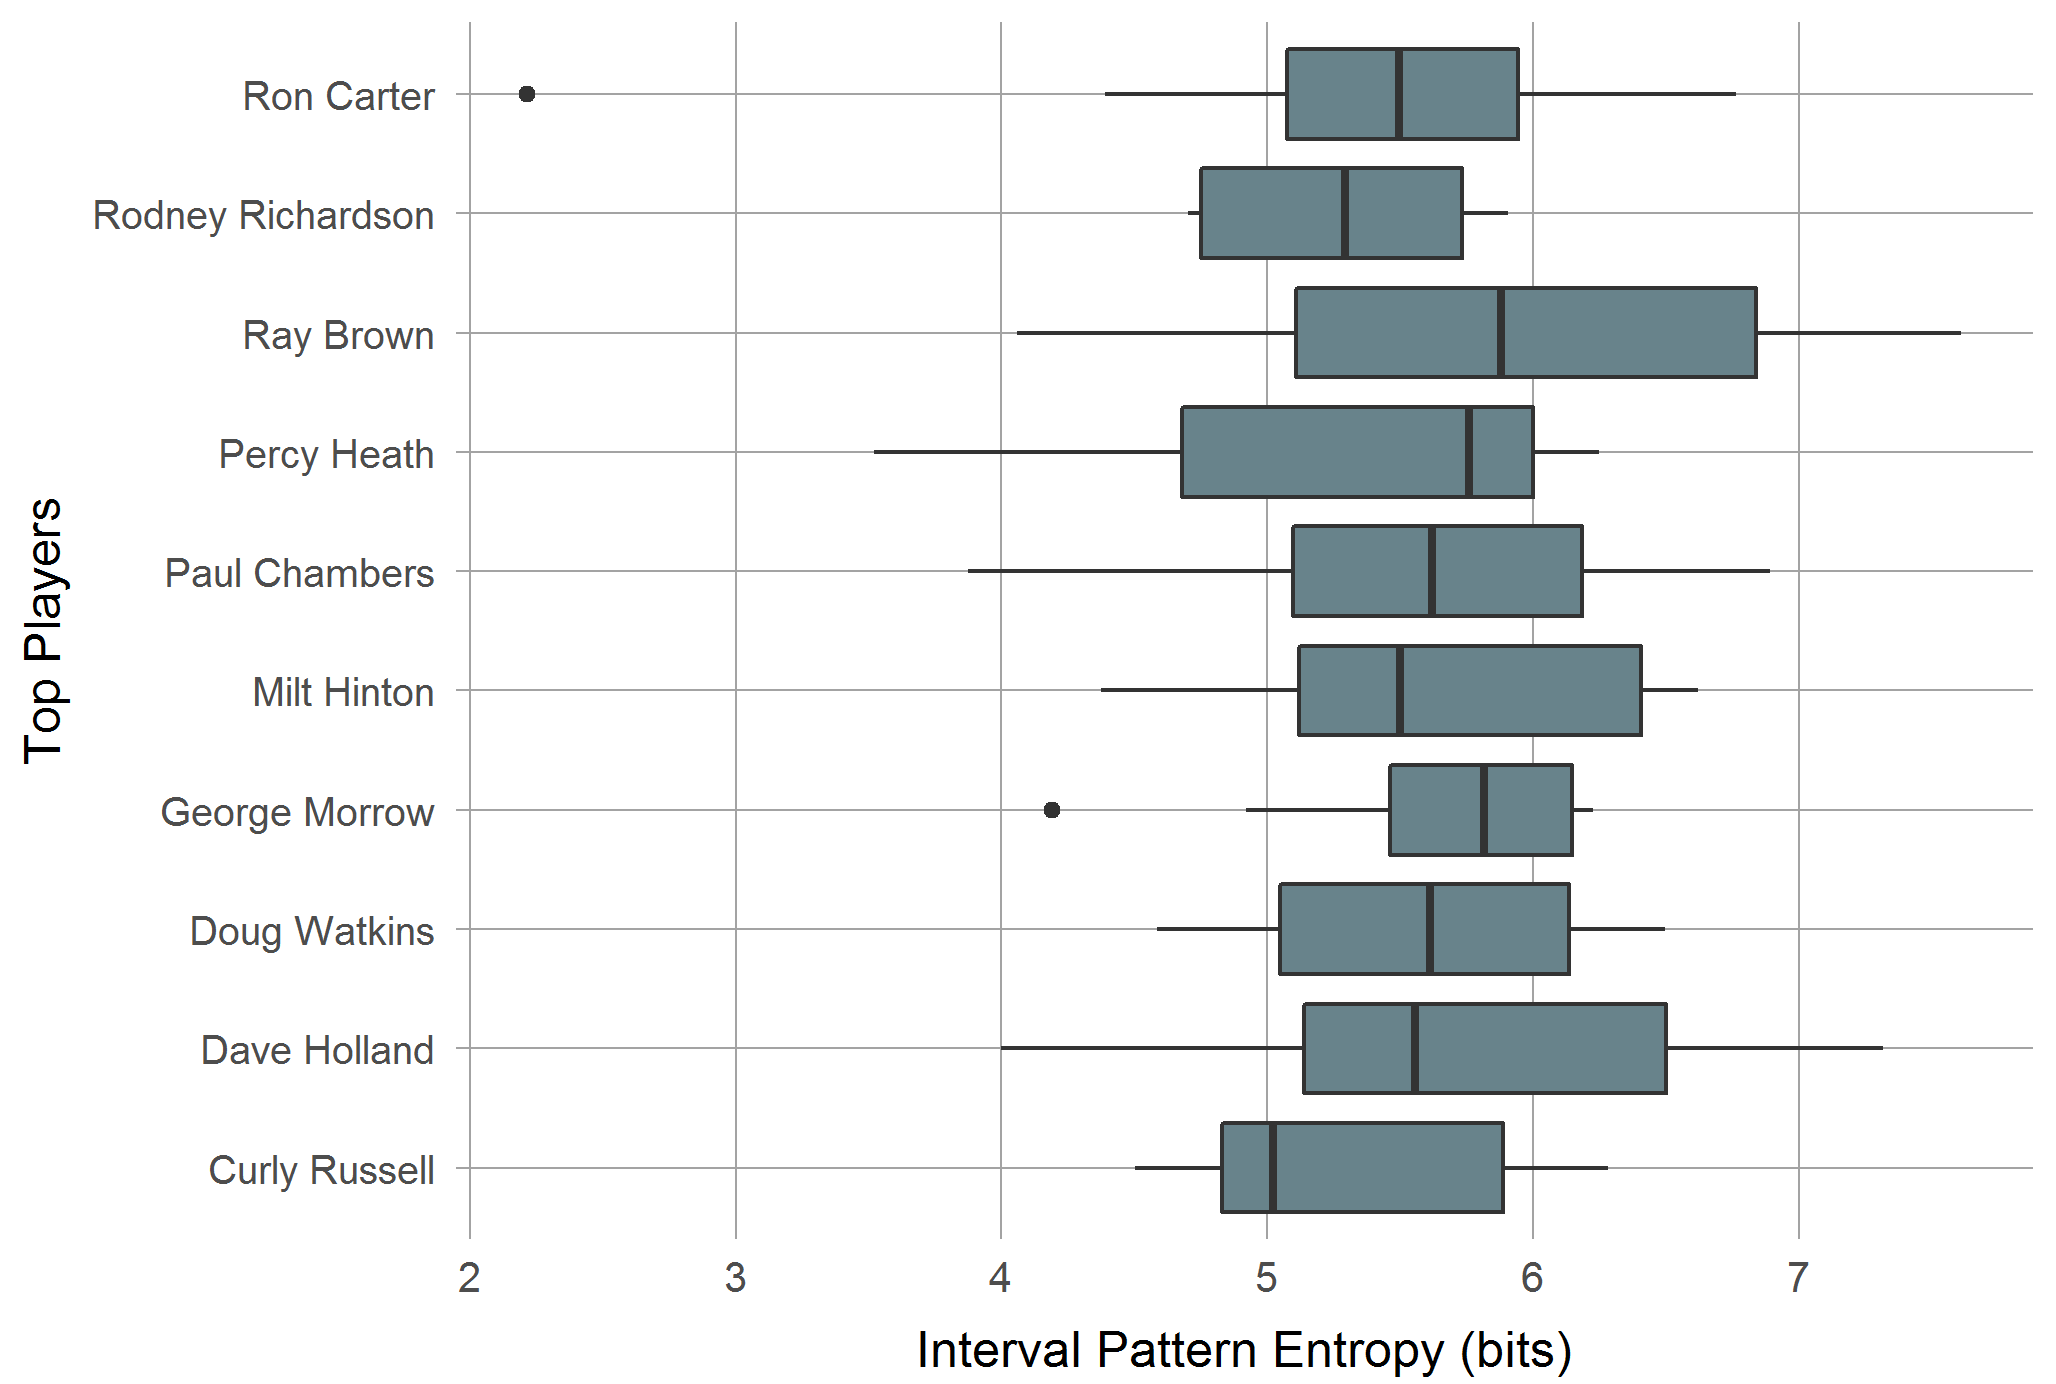 Ron Carter
Rodney Richardson
Ray Brown
Percy Heath
Paul Chambers
Milt Hinton
George Morrow
Doug Watkins
Dave Holland
Curly Russell
Top Players
2 3 4 5 6 7
Interval Pattern Entropy (bits)